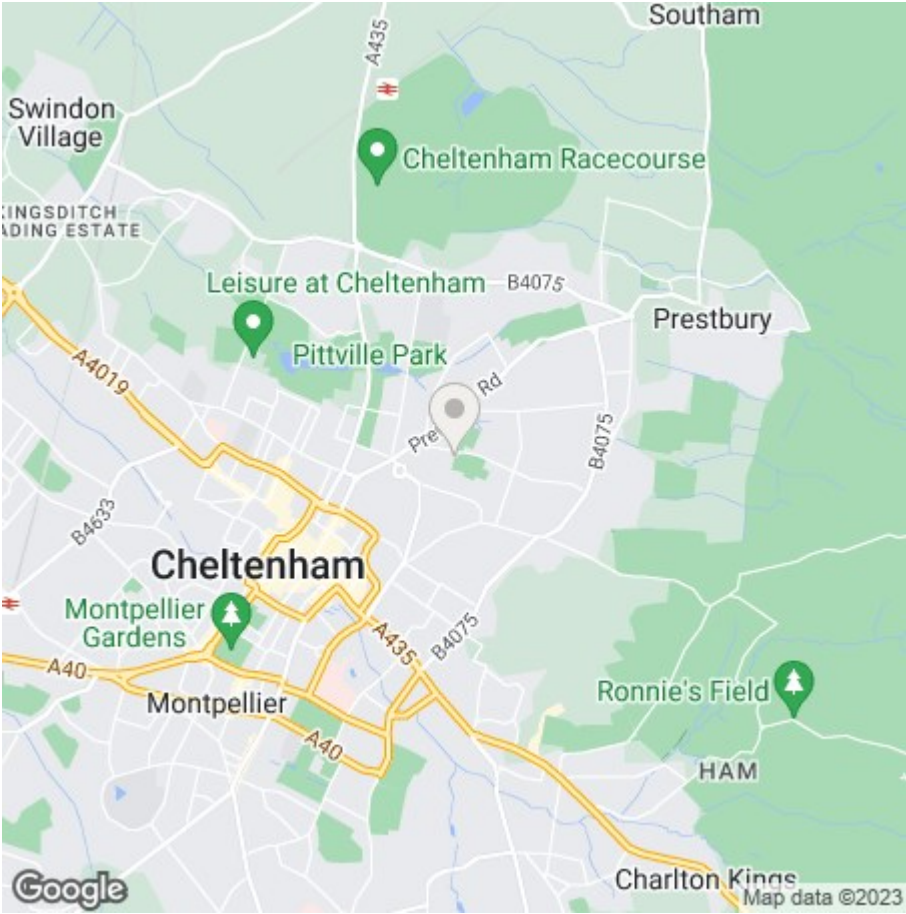 Southam
A435
Swindon
Village
Cheltenham Racecourse
KINGSDITCH
ADING ESTATE
Leisure at Cheltenham
B4075
Prestbury
Pittville Park
A4019
Pre
Rd
B4075
B4633
Cheltenham
Montpellier
Gardens
A435
B4075
A40
Ronnie's Field
Montpellier
A40
HAM
Charlton Kings
Google
Map data ©2023